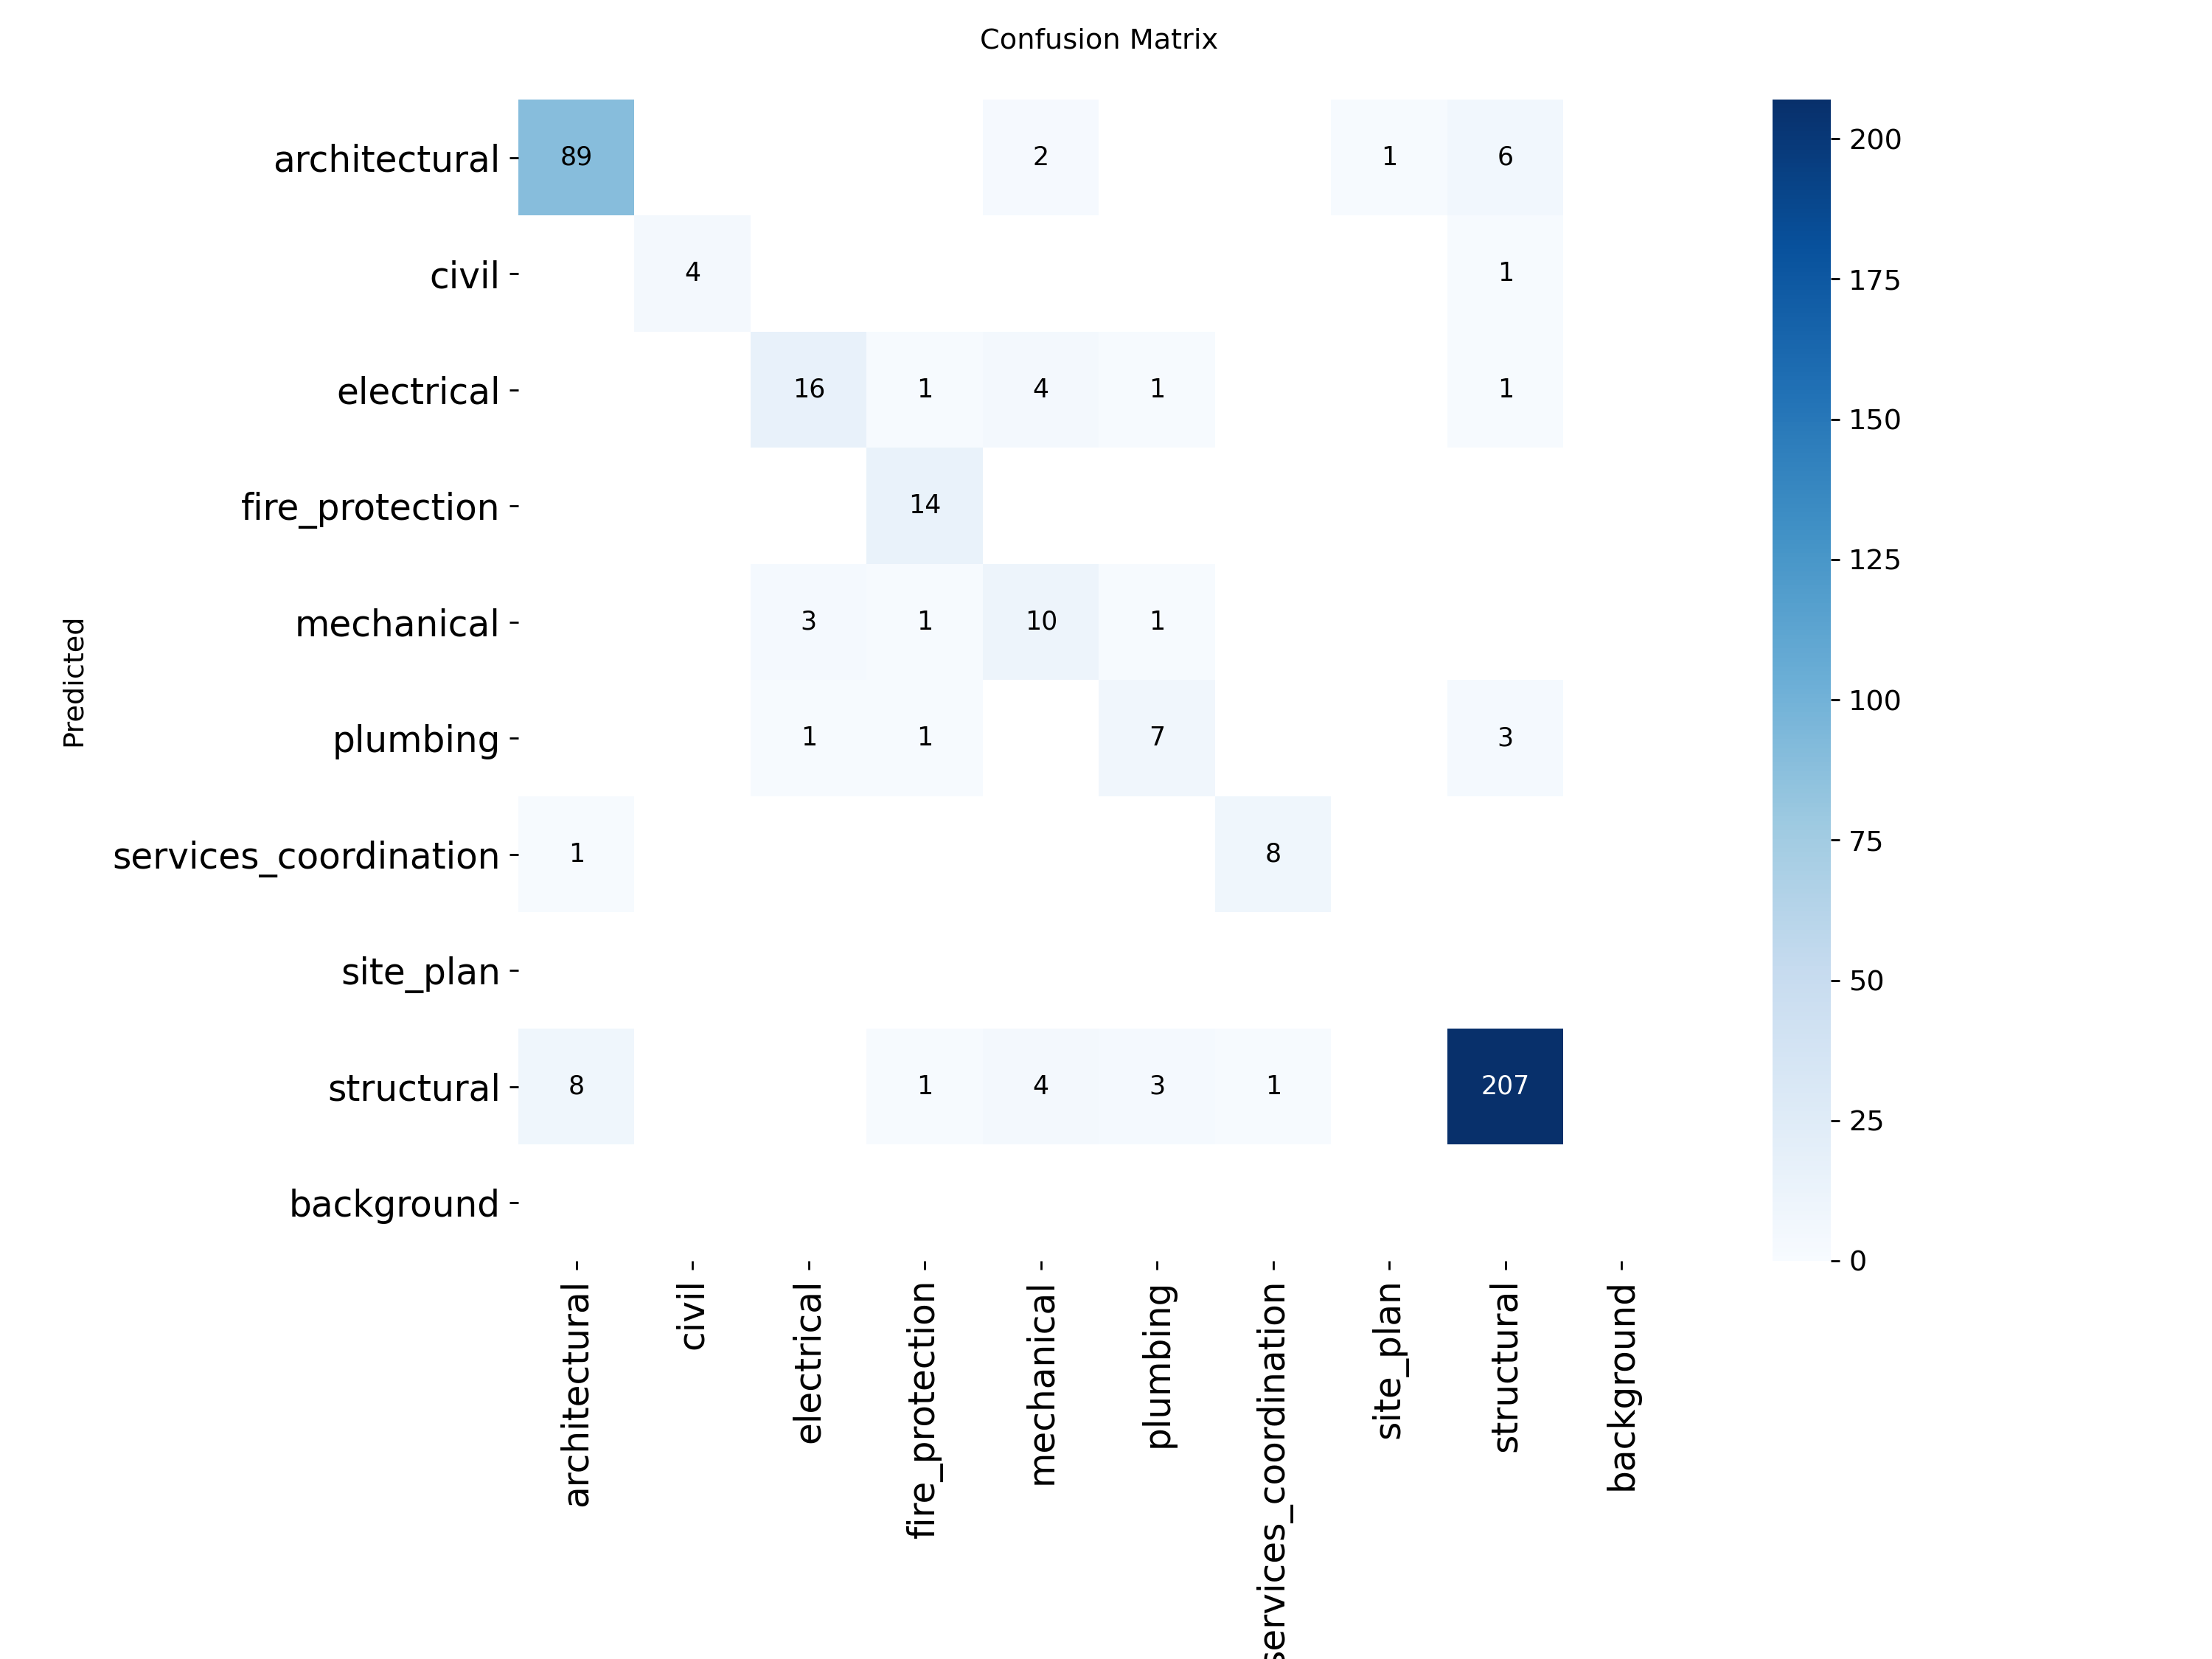 Confusion Matrix
architectural
89
2
1
6
civil
4
1
electrical
16
1
4
1
1
fire_protection
14
mechanical
3
1
10
1
plumbing
1
1
7
3
services_coordination
1
8
site_plan
structural
8
1
4
3
1
207
background
Predicted
architectural
civil
electrical
fire_protection
mechanical
plumbing
services_coordination
site_plan
structural
background
200
175
150
125
100
75
50
25
0